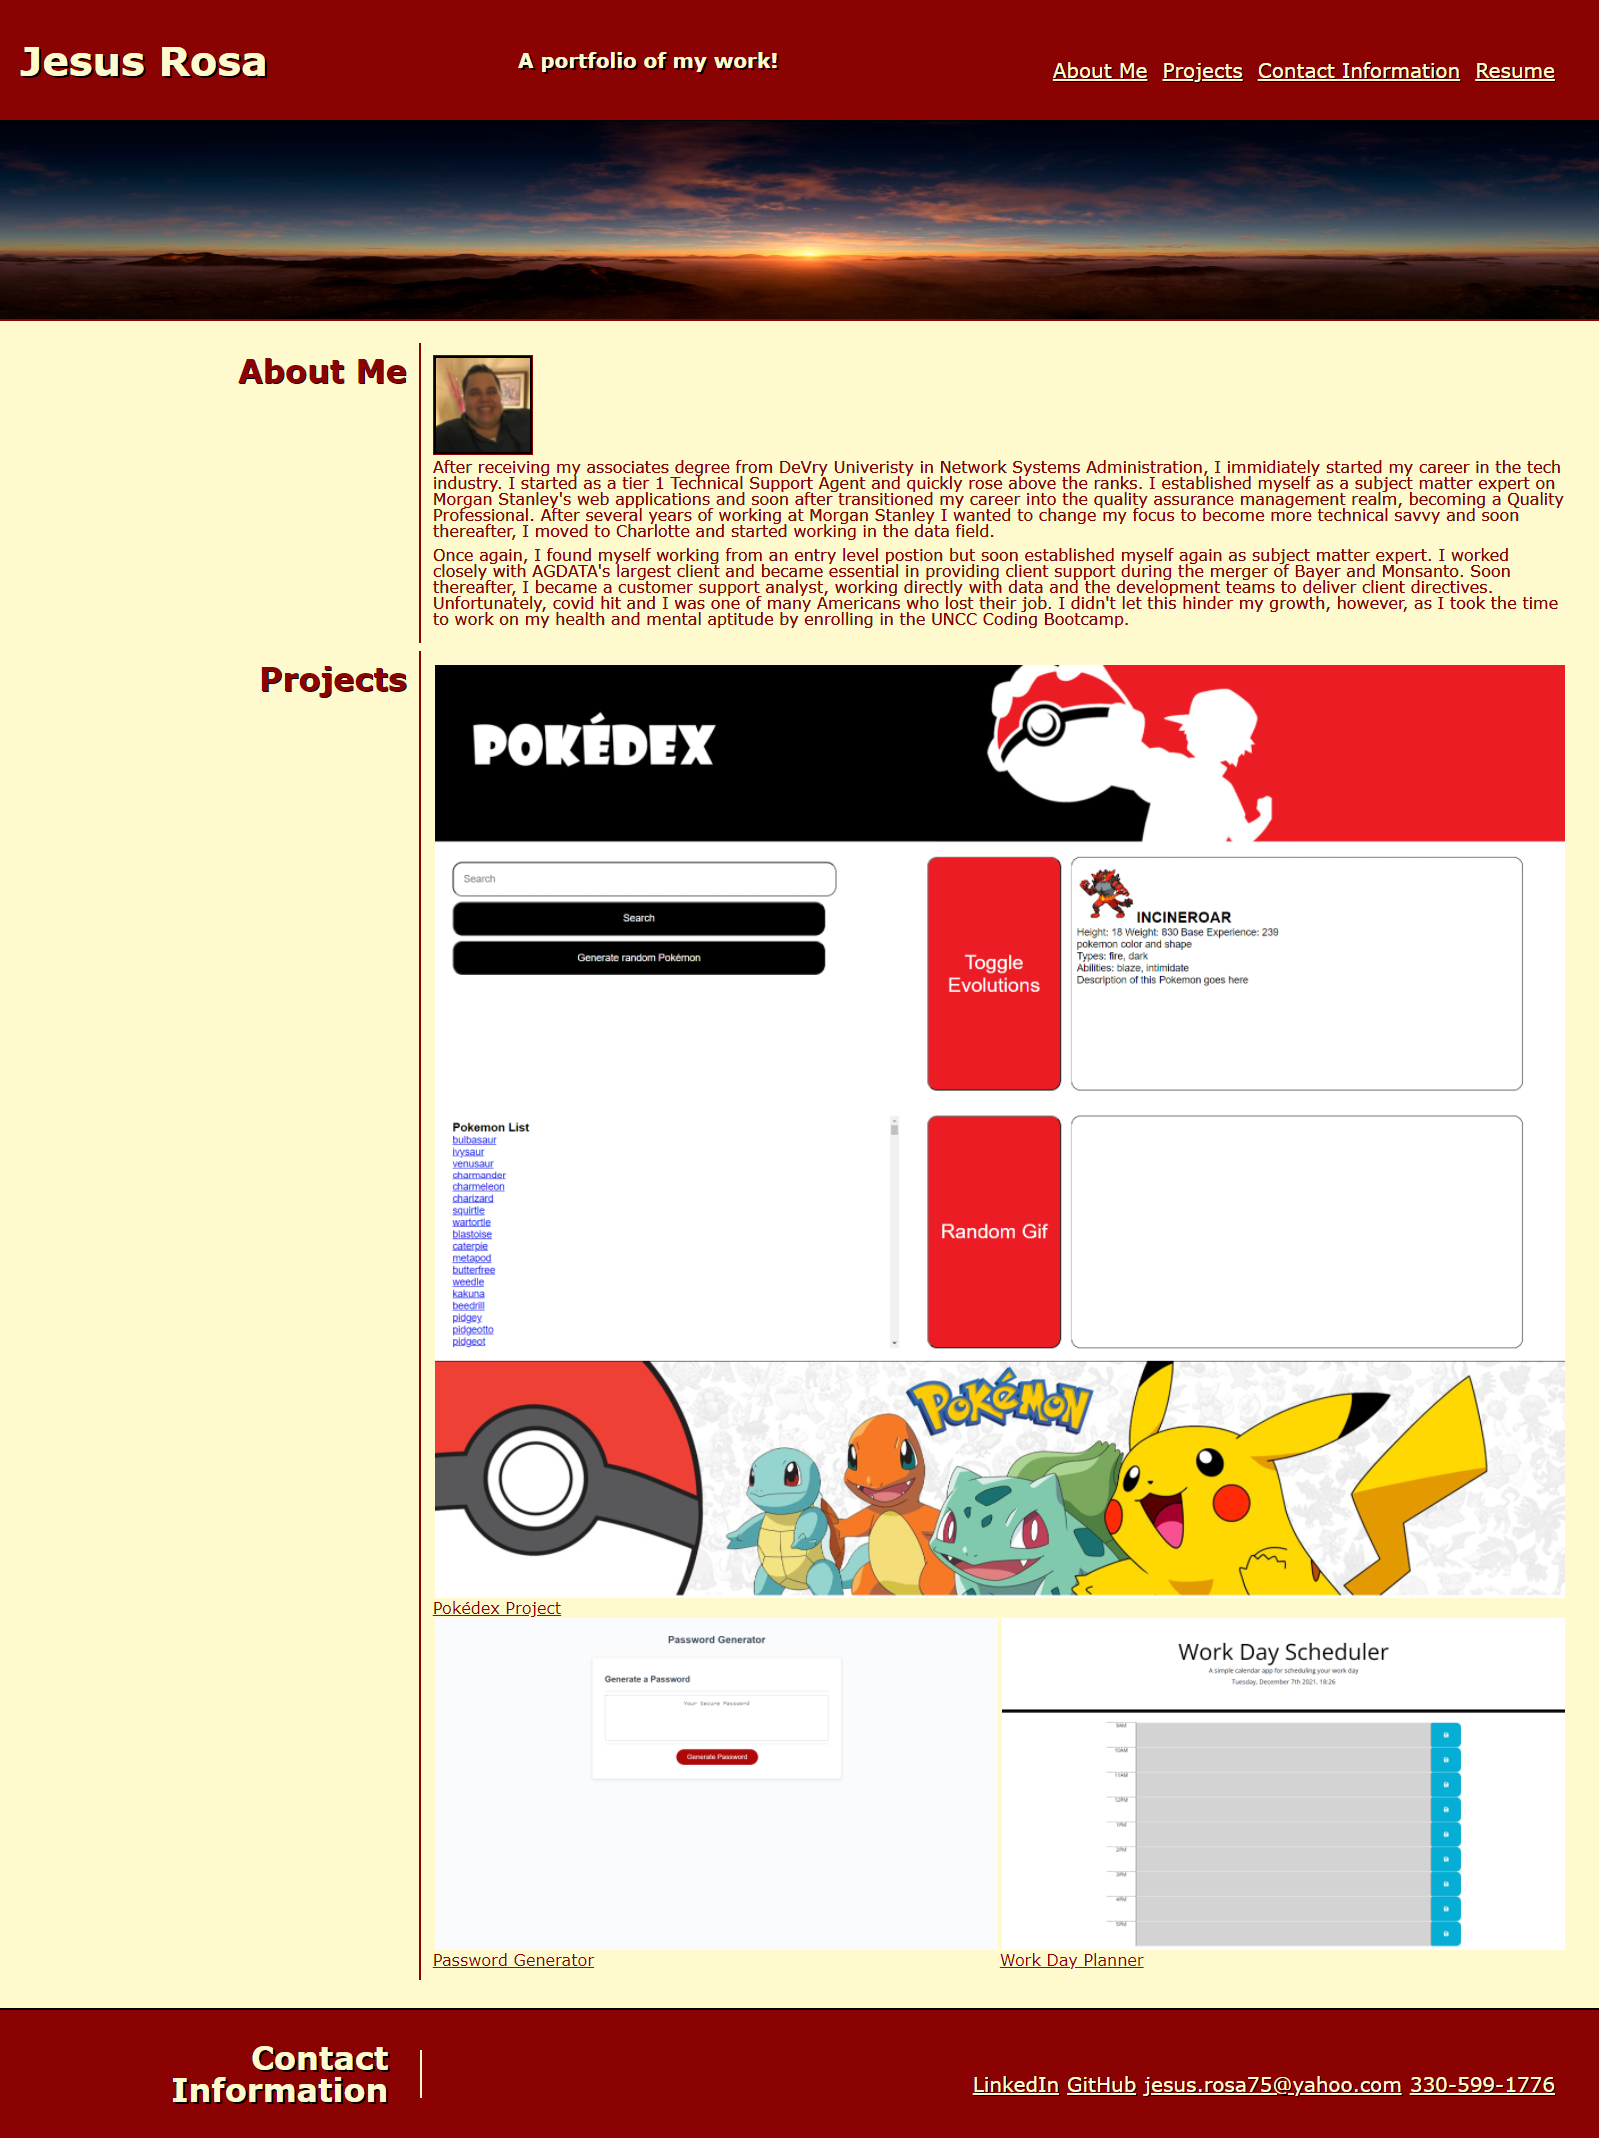 Jesus Rosa
A portfolio of my work!
About Me Projects Contact Information Resume
About Me
After receiving my associates degree from DeVry Univeristy in Network Systems Administration, I immidiately started my career in the tech
industry. I started as a tier 1 Technical Support Agent and quickly rose above the ranks. I established myself as a subject matter expert on
Morgan Stanley's web applications and soon after transitioned my career into the quality assurance management realm, becoming a Quality
Professional. After several years of working at Morgan Stanley I wanted to change my focus to become more technical savvy and soon
thereafter, I moved to Charlotte and started working in the data field.
Once again, I found myself working from an entry level postion but soon established myself again as subject matter expert. I worked
closely with AGDATA's largest client and became essential in providing client support during the merger of Bayer and Monsanto. Soon
thereafter, I became a customer support analyst, working directly with data and the development teams to deliver client directives.
Unfortunately, covid hit and I was one of many Americans who lost their job. I didn't let this hinder my growth, however, as I took the time
to work on my health and mental aptitude by enrolling in the UNCC Coding Bootcamp.
Projects
POKÉDEX
Search
Search
Generate random Pokémon
Toggle
Evolutions
INCINEROAR
Height: 18 Weight: 830 Base Experience: 239
pokemon color and shape
Types: fire, dark
Abilities: blaze, intimidate
Description of this Pokemon goes here
Pokemon List
bulbasaur
ivysaur
venusaur
charmander
charmeleon
charizard
squirtle
wartortle
blastoise
caterpie
metapod
butterfree
weedle
kakuna
beedrill
pidgey
pidgeotto
pidgeot
Random Gif
POKéMON
Pokédex Project
Password Generator
Generate a Password
Your Secure Password
Generate Password
Password Generator
Work Day Scheduler
A simple calendar app for scheduling your work day
Tuesday, December 7th 2021, 18:26
9AM
10AM
11AM
12PM
1PM
2PM
3PM
4PM
5PM
Work Day Planner
Contact
Information
LinkedIn GitHub jesus.rosa75@yahoo.com 330-599-1776